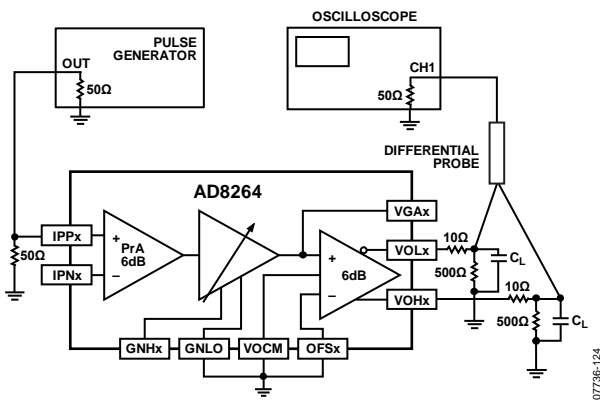 OSCILLOSCOPE
PULSE
GENERATOR
OUT
50Ω
CH1
50Ω
DIFFERENTIAL
PROBE
AD8264
VGAx
IPPx
PrA
6dB
+
–
50Ω
IPNx
+
6dB
–
VOLx
10Ω
500Ω
CL
VOHx
10Ω
500Ω
CL
GNHx
GNLO
VOCM
OFSx
07736-124